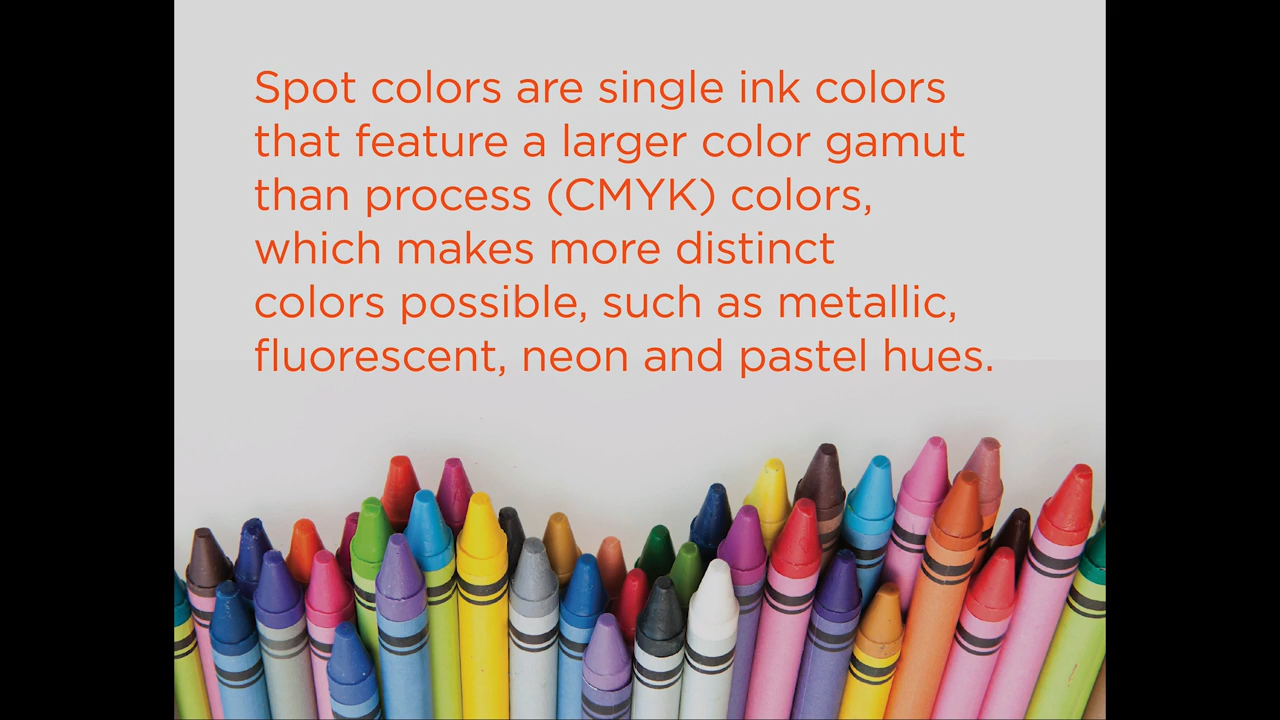 Spot colors are single ink colors
that feature a larger color gamut
than process (CMYK) colors,
which makes more distinct
colors possible, such as metallic,
fluorescent, neon and pastel hues.